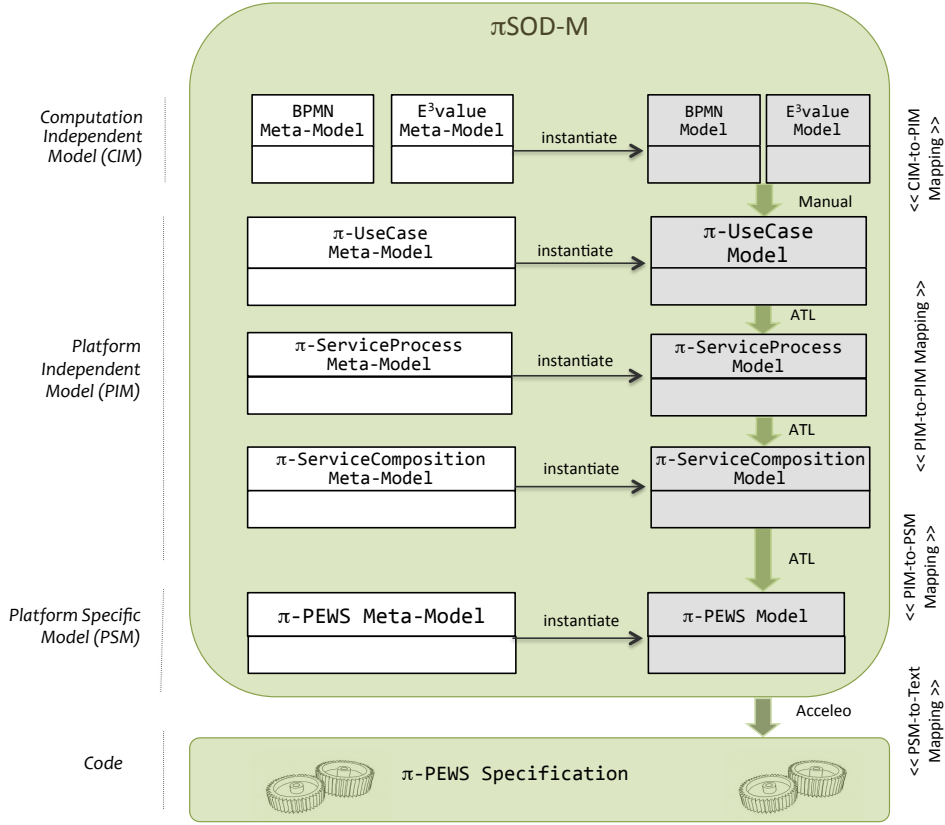 πSOD-M
Computation
Independent
Model (CIM)
BPMN
Meta-Model
E³value
Meta-Model
instantiate
BPMN
Model
E³value
Model
<< CIM-to-PIM
Mapping >>
Manual
π-UseCase
Meta-Model
instantiate
π-UseCase
Model
ATL
Platform
Independent
Model (PIM)
π-ServiceProcess
Meta-Model
instantiate
π-ServiceProcess
Model
<< PIM-to-PIM Mapping >>
ATL
π-ServiceComposition
Meta-Model
instantiate
π-ServiceComposition
Model
ATL
<< PIM-to-PSM
Mapping >>
Platform Specific
Model (PSM)
π-PEWS Meta-Model
instantiate
π-PEWS Model
Acceleo
<< PSM-to-Text
Mapping >>
Code
π-PEWS Specification